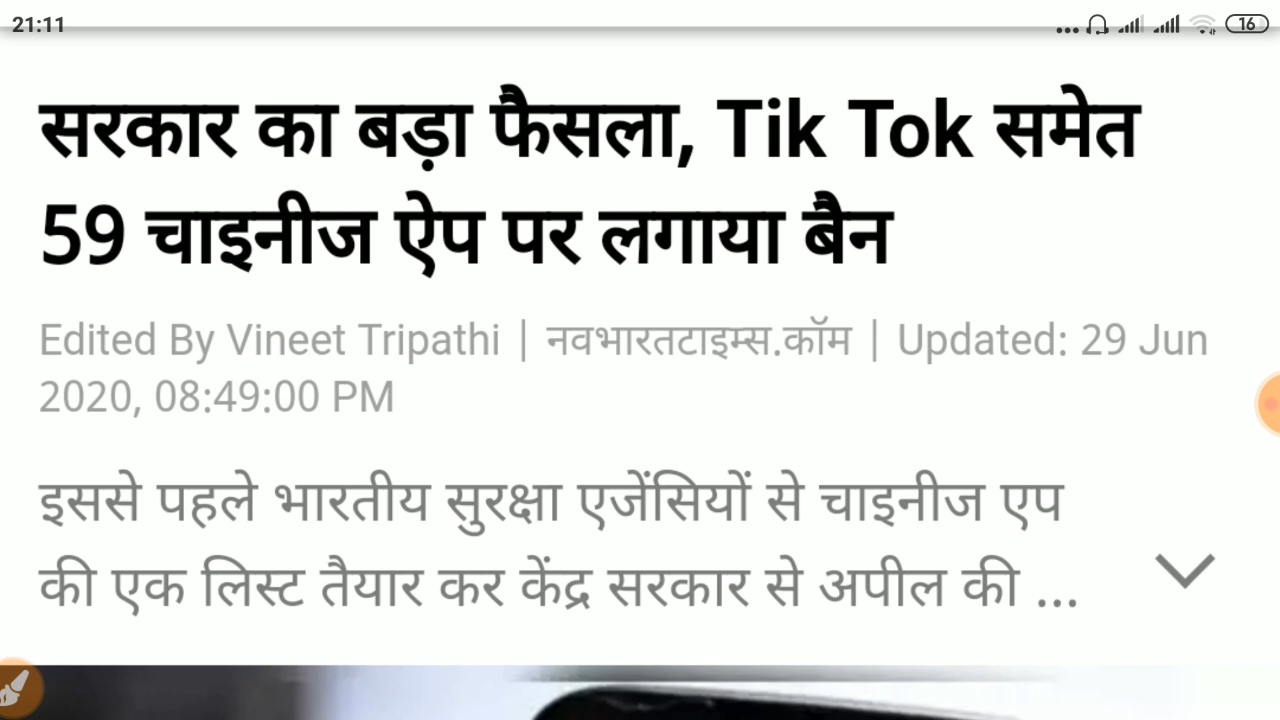 21:11
16
सरकार का बड़ा फैसला, Tik Tok समेत
59 चाइनीज ऐप पर लगाया बैन
Edited By Vineet Tripathi | नवभारतटाइम्स.कॉम | Updated: 29 Jun
2020, 08:49:00 PM
इससे पहले भारतीय सुरक्षा एजेंसियों से चाइनीज एप
की एक लिस्ट तैयार कर केंद्र सरकार से अपील की ...